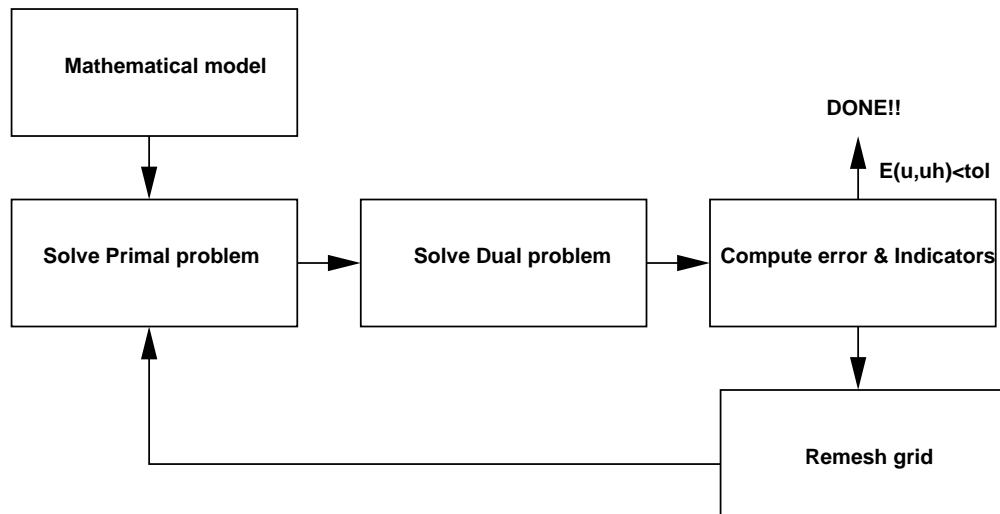 Mathematical model
DONE!!
E(u,uh)<tol
Solve Primal problem
Solve Dual problem
Compute error & Indicators
Remesh grid